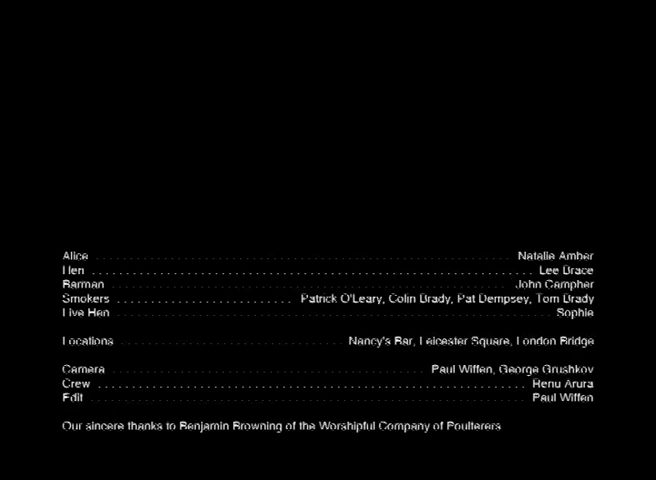 Alice . . . . . . . . . . . . . . . . . . . . . . . . . . . . . . Natalie Amber
Hen . . . . . . . . . . . . . . . . . . . . . . . . . . . . . . Lee Brace
Barman . . . . . . . . . . . . . . . . . . . . . . . . . . . . . . John Campher
Smokers . . . . . . . . . . . . . . . . . . . . . . Patrick O'Leary, Colin Brady, Pat Dempsey, Tom Brady
Live Hen . . . . . . . . . . . . . . . . . . . . . . . . . . . . . . Sophie
Locations . . . . . . . . . . . . . . . . . . . . . . Nancy's Bar, Leicester Square, London Bridge
Camera . . . . . . . . . . . . . . . . . . . . . . . . . . Paul Wiffen, George Grushkov
Crew . . . . . . . . . . . . . . . . . . . . . . . . . . . . . . Renu Arura
Edit . . . . . . . . . . . . . . . . . . . . . . . . . . . . . . Paul Wiffen
Our sincere thanks to Benjamin Browning of the Worshipful Company of Poulterers